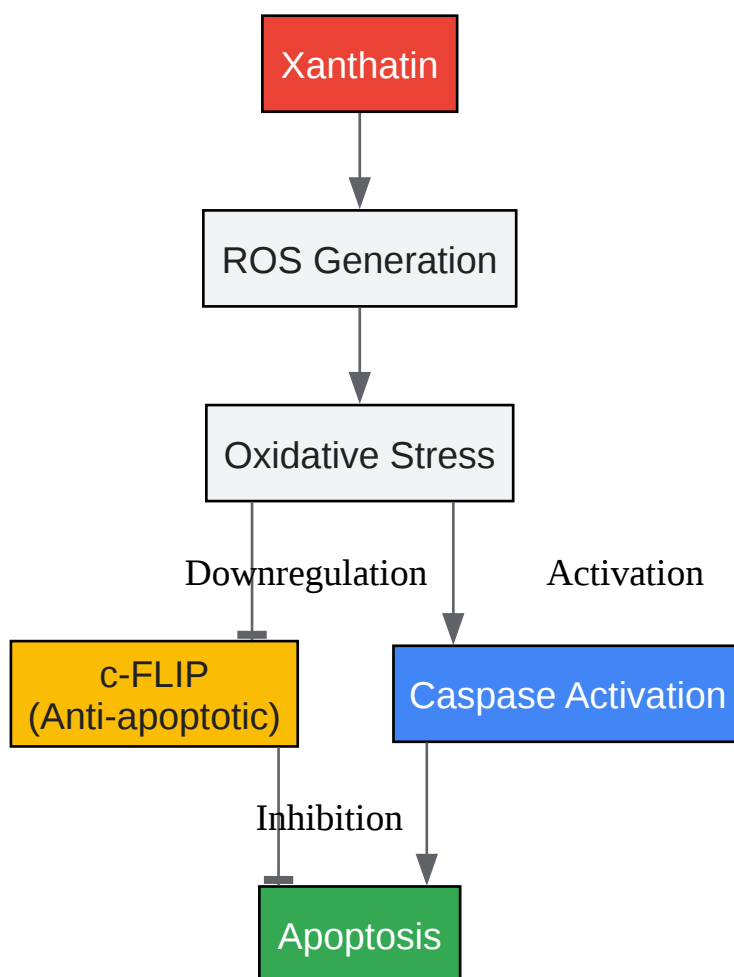 Xanthatin
ROS Generation
Oxidative Stress
Downregulation
Activation
c-FLIP
(Anti-apoptotic)
Caspase Activation
Inhibition
Apoptosis